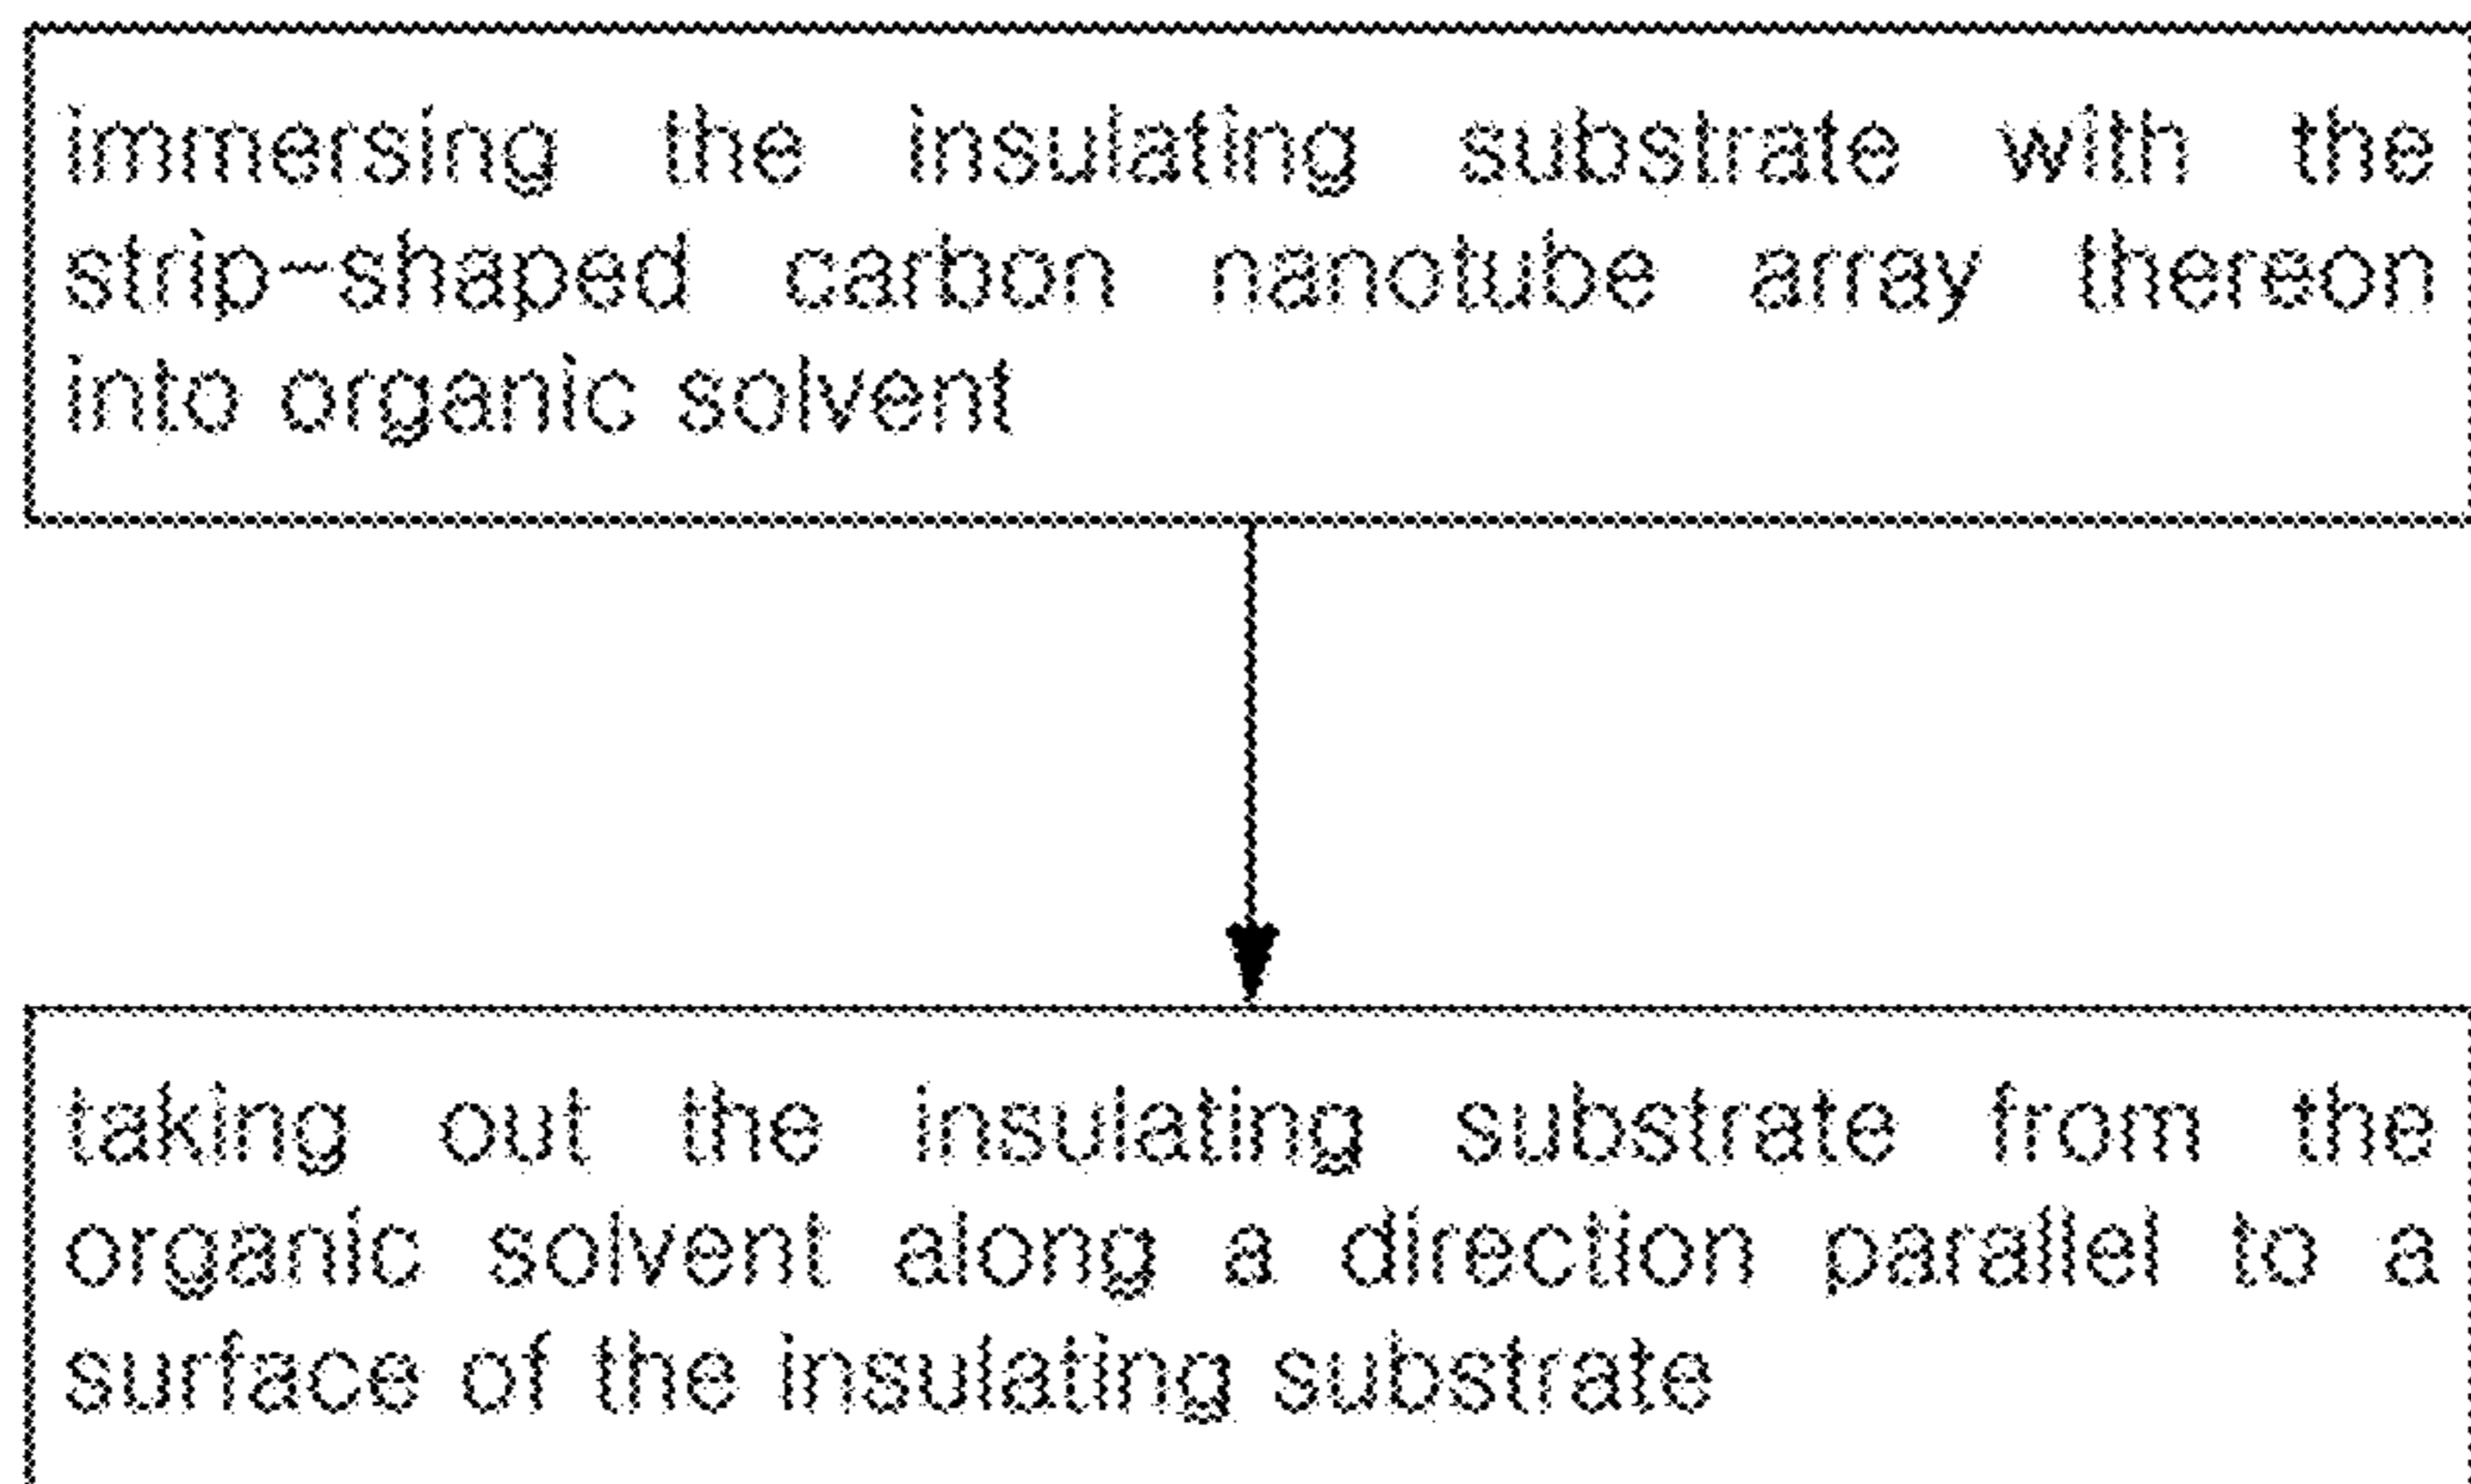 immersing the insulating substrate with the
strip-shaped carbon nanotube array thereon
into organic solvent
taking out the insulating substrate from the
organic solvent along a direction parallel to a
surface of the insulating substrate